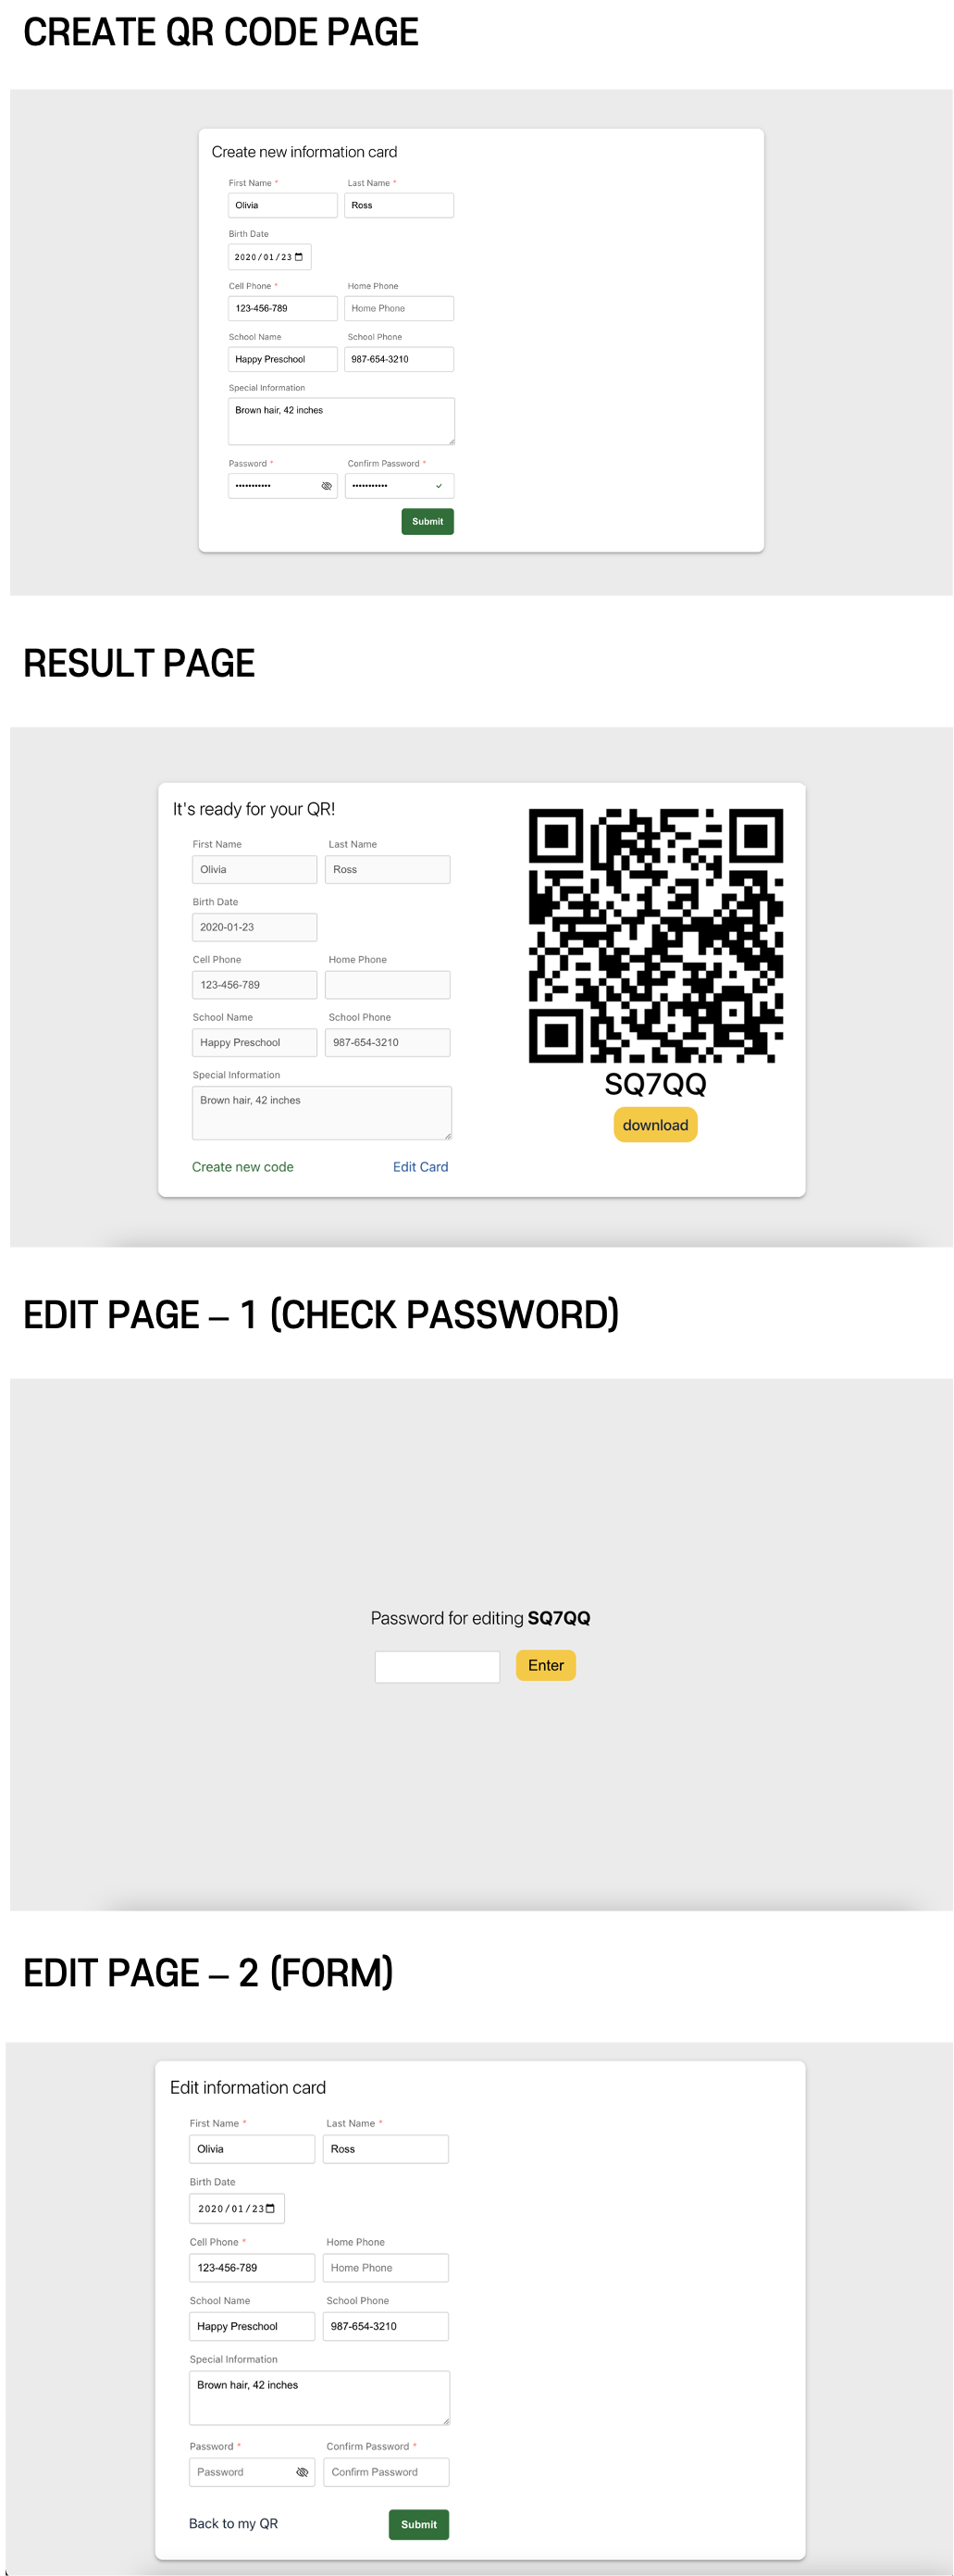 CREATE QR CODE PAGE
Create new information card
First Name * Last Name *
Olivia Ross
Birth Date
2020/01/23
Cell Phone * Home Phone
123-456-789 Home Phone
School Name School Phone
Happy Preschool 987-654-3210
Special Information
Brown hair, 42 inches
Password * Confirm Password *
••••••••••• •••••••••••
Submit
RESULT PAGE
It's ready for your QR!
First Name Last Name
Olivia Ross
Birth Date
2020-01-23
Cell Phone Home Phone
123-456-789
School Name School Phone
Happy Preschool 987-654-3210
Special Information
Brown hair, 42 inches
Create new code Edit Card
SQ7QQ
download
EDIT PAGE – 1 (CHECK PASSWORD)
Password for editing SQ7QQ
Enter
EDIT PAGE – 2 (FORM)
Edit information card
First Name * Last Name *
Olivia Ross
Birth Date
2020/01/23
Cell Phone * Home Phone
123-456-789 Home Phone
School Name School Phone
Happy Preschool 987-654-3210
Special Information
Brown hair, 42 inches
Password * Confirm Password *
Password Confirm Password
Back to my QR Submit